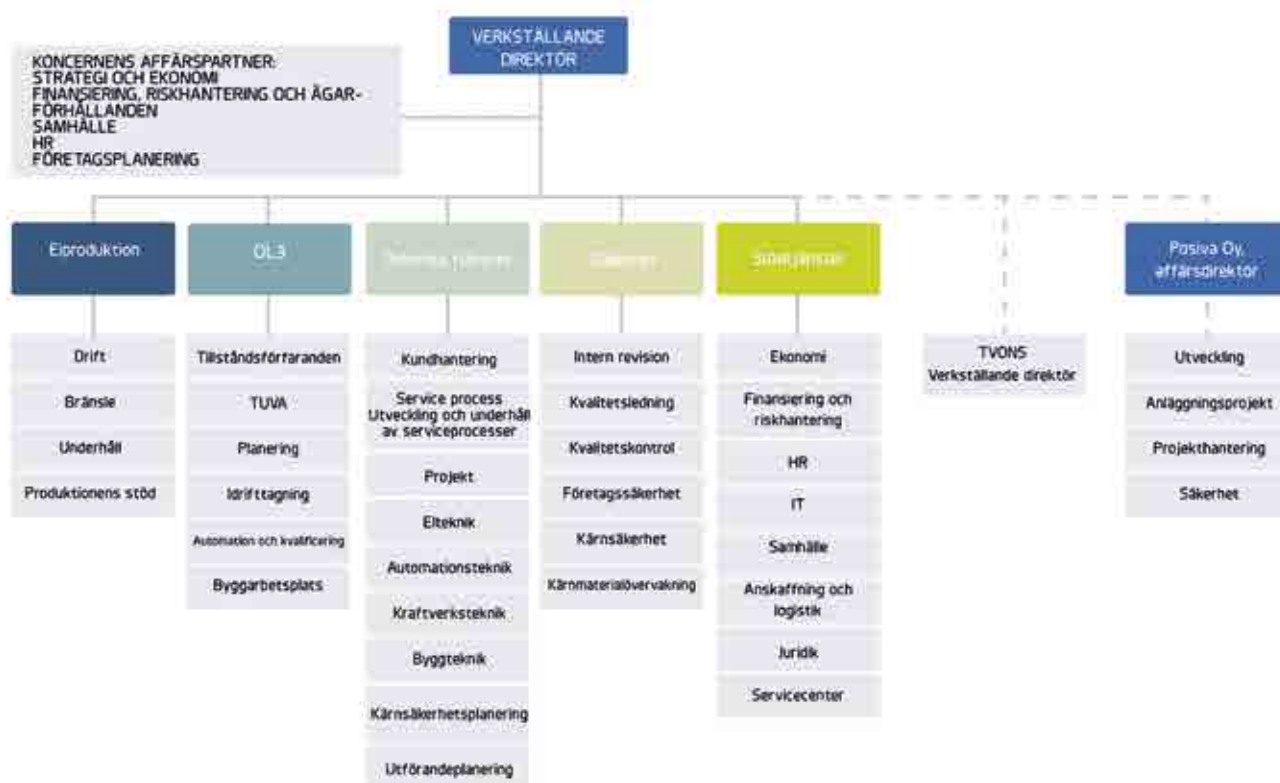 VERKSTÄLLANDE
DIREKTÖR
KONCERNENS AFFÄRSPARTNER:
STRATEGI OCH EKONOMI
FINANSIERING, RISKHANTERING OCH ÄGAR-
FÖRHÅLLANDEN
SAMHÄLLE
HR
FÖRETAGSPLANERING
Elproduktion
Drift
Bränsle
Underhåll
Produktionens stöd
OL3
Tillståndsförfaranden
TUVA
Planering
Idrifttagning
Automation och kvalificering
Byggarbetsplats
Kundhantering
Service process
Utveckling och underhåll
av serviceprocesser
Projekt
Elteknik
Automationsteknik
Kraftverksteknik
Byggteknik
Kärnsäkerhetsplanering
Utförandeplanering
Intern revision
Kvalitetsledning
Kvalitetskontrol
Företagssäkerhet
Kärnsäkerhet
Kärnmaterialövervakning
Stödtjänster
Ekonomi
Finansiering och
riskhantering
HR
IT
Samhälle
Anskaffning och
logistik
Juridik
Servicecenter
TVONS
Verkställande direktör
Posiva Oy,
affärsdirektör
Utveckling
Anläggningsprojekt
Projekthantering
Säkerhet